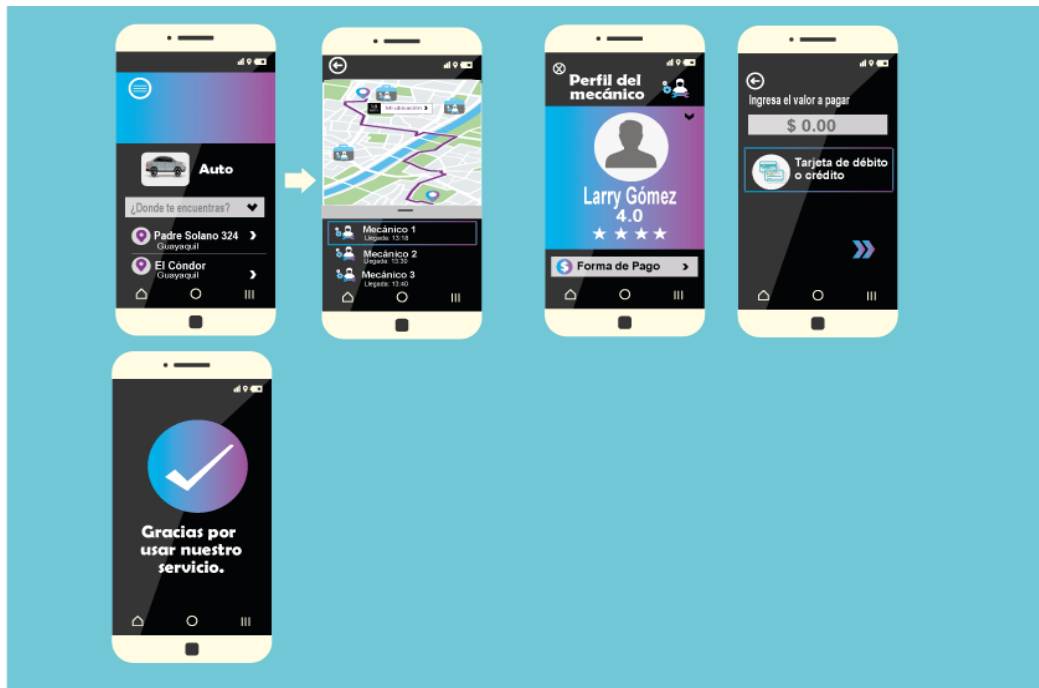 Auto
¿Donde te encuentras?
Padre Solano 324
Guayaquil
El Cóndor
Guayaquil
Mi ubicación
Mecánico 1
Llegada: 13:18
Mecánico 2
Llegada: 13:30
Mecánico 3
Llegada: 13:40
Perfil del
mecánico
Larry Gómez
4.0
$ Forma de Pago
Ingresa el valor a pagar
$ 0.00
Tarjeta de débito
o crédito
Gracias por
usar nuestro
servicio.